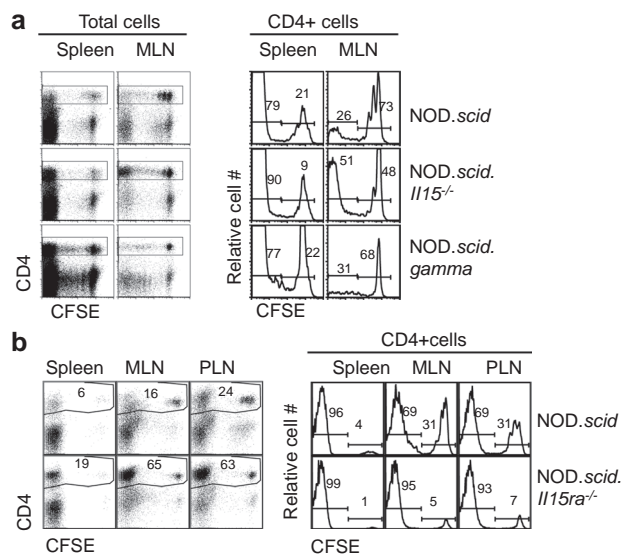 a
Total cells
CD4+ cells
Spleen MLN
Spleen MLN
79 21 26 73
NOD.scid
90 9 51 48
NOD.scid.
Il15-/-
77 22 31 68
NOD.scid.
gamma
CD4
Relative cell #
CFSE
CFSE
b
CD4+cells
Spleen MLN PLN
Spleen MLN PLN
6 16 24
96 4 69 31 69 31
NOD.scid
19 65 63
99 1 95 5 93 7
NOD.scid.
Il15ra-/-
CD4
Relative cell #
CFSE
CFSE